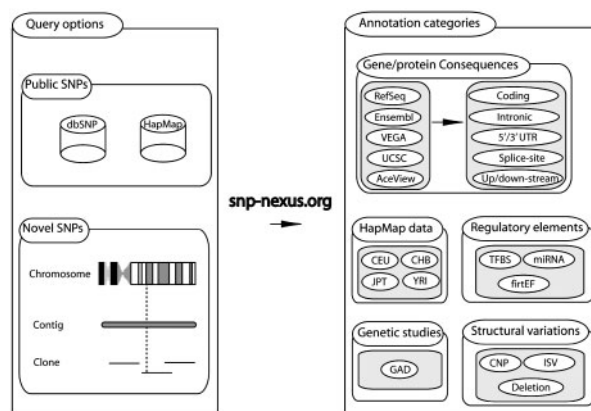 Query options
Public SNPs
dbSNP
HapMap
Novel SNPs
Chromosome
Contig
Clone
snp-nexus.org
Annotation categories
Gene/protein Consequences
RefSeq
Coding
Ensembl
Intronic
VEGA
5'/3' UTR
UCSC
Splice-site
AceView
Up/down-stream
HapMap data
CEU
CHB
JPT
YRI
Regulatory elements
TFBS
miRNA
firtEF
Genetic studies
GAD
Structural variations
CNP
ISV
Deletion